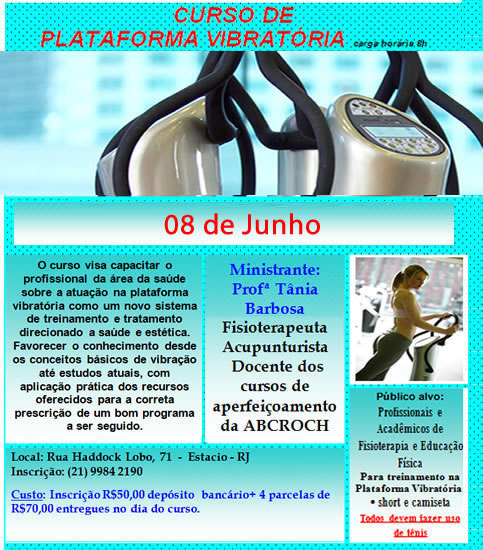 CURSO DE
PLATAFORMA VIBRATÓRIA carga horária 8h
08 de Junho
O curso visa capacitar o
profissional da área da saúde
sobre a atuação na plataforma
vibratória como um novo sistema
de treinamento e tratamento
direcionado a saúde e estética.
Favorecer o conhecimento desde
os conceitos básicos de vibração
até estudos atuais, com
aplicação prática dos recursos
oferecidos para a correta
prescrição de um bom programa
a ser seguido.
Ministrante:
Profª Tânia
Barbosa
Fisioterapeuta
Acupunturista
Docente dos
cursos de
aperfeiçoamento
da ABCROCH
Público alvo:
Profissionais e
Acadêmicos de
Fisioterapia e Educação
Física
Para treinamento na
Plataforma Vibratória
• short e camiseta
Todos devem fazer uso
de tênis
Local: Rua Haddock Lobo, 71 - Estacio - RJ
Inscrição: (21) 9984 2190
Custo: Inscrição R$50,00 depósito bancário+ 4 parcelas de
R$70,00 entregues no dia do curso.